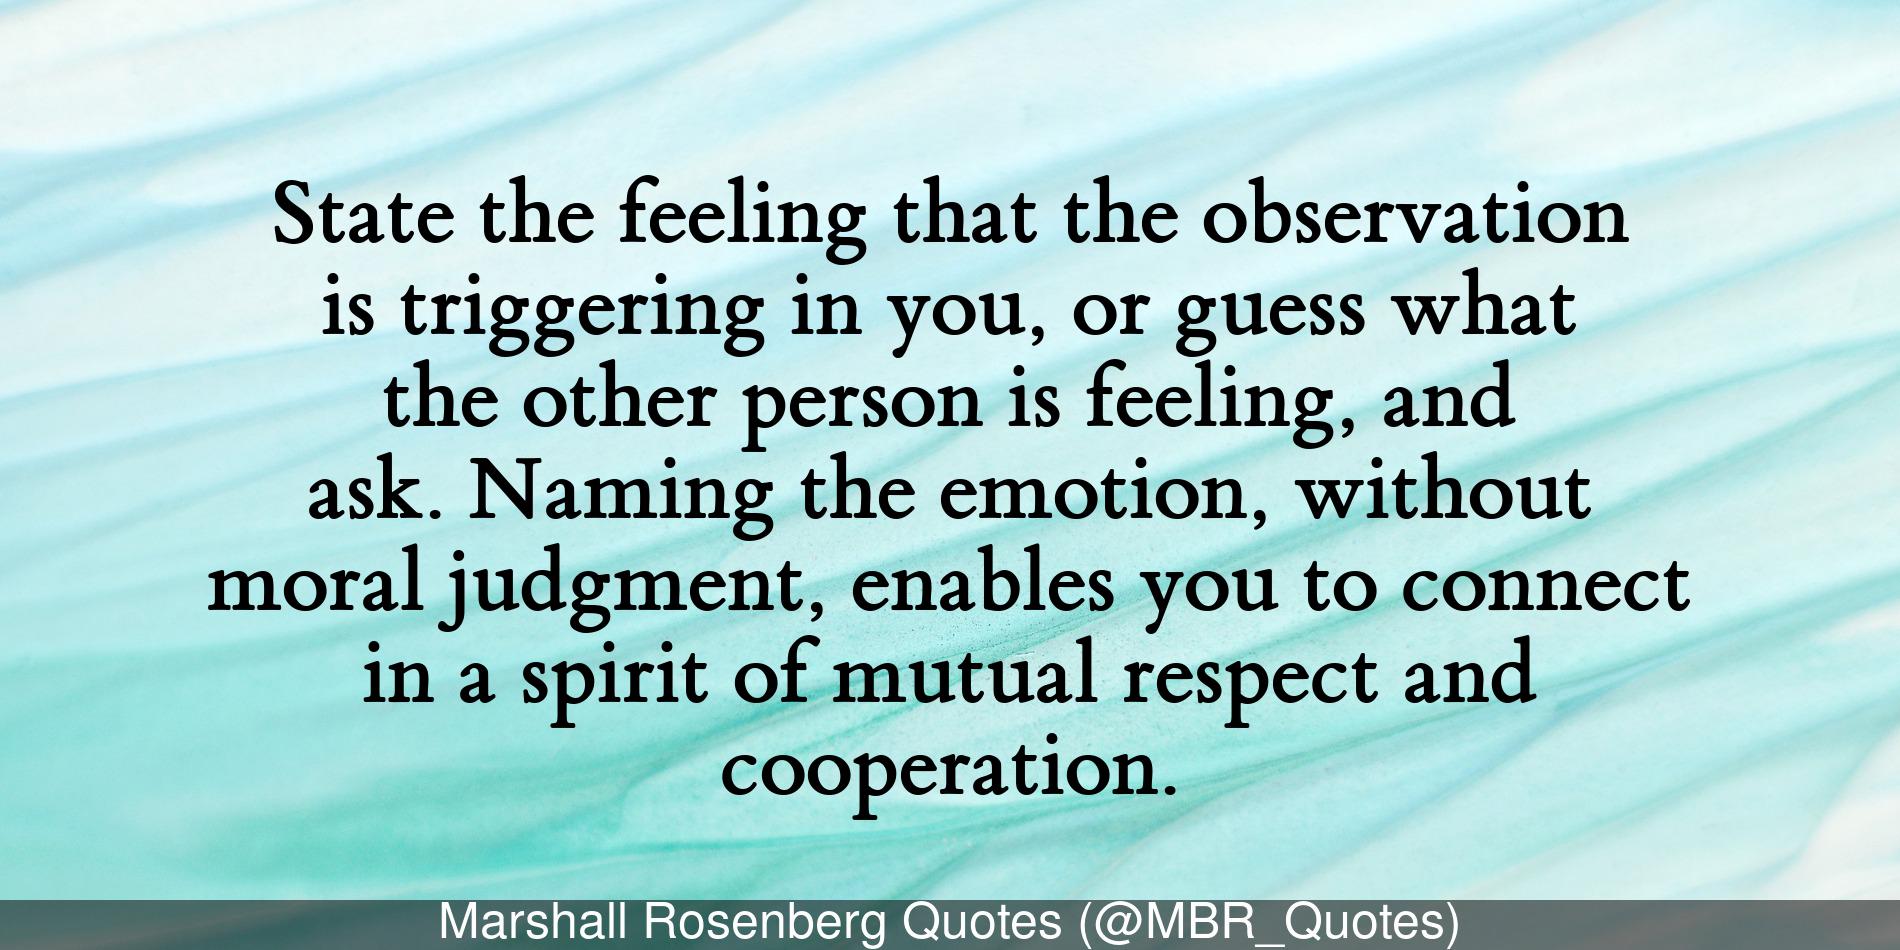 State the feeling that the observation
is triggering in you, or guess what
the other person is feeling, and
ask. Naming the emotion, without
moral judgment, enables you to connect
in a spirit of mutual respect and
cooperation.
Marshall Rosenberg Quotes (@MBR_Quotes)